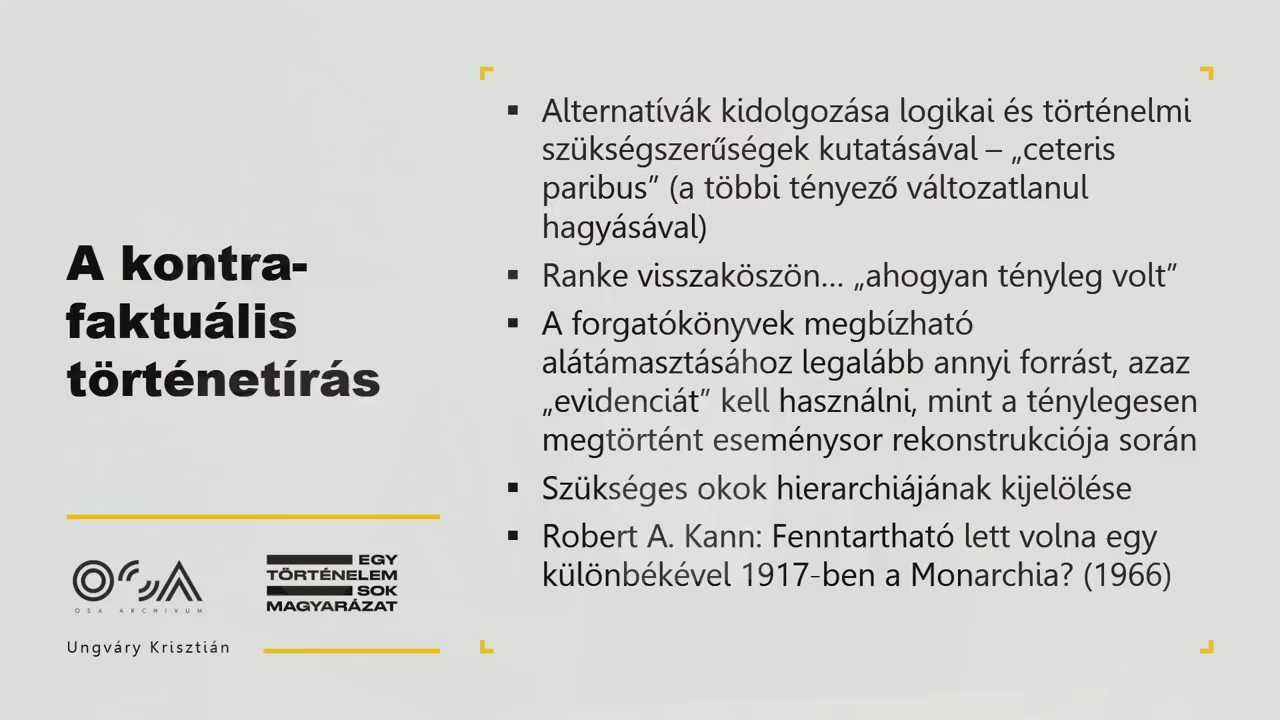 A kontra-
faktuális
történetírás
OSA ARCHIVUM
EGY
TÖRTÉNELEM
SOK
MAGYARÁZAT
Ungváry Krisztián
▪ Alternatívák kidolgozása logikai és történelmi
szükségszerűségek kutatásával – „ceteris
paribus” (a többi tényező változatlanul
hagyásával)
▪ Ranke visszaköszön… „ahogyan tényleg volt”
▪ A forgatókönyvek megbízható
alátámasztásához legalább annyi forrást, azaz
„evidenciát” kell használni, mint a ténylegesen
megtörtént eseménysor rekonstrukciója során
▪ Szükséges okok hierarchiájának kijelölése
▪ Robert A. Kann: Fenntartható lett volna egy
különbékével 1917-ben a Monarchia? (1966)